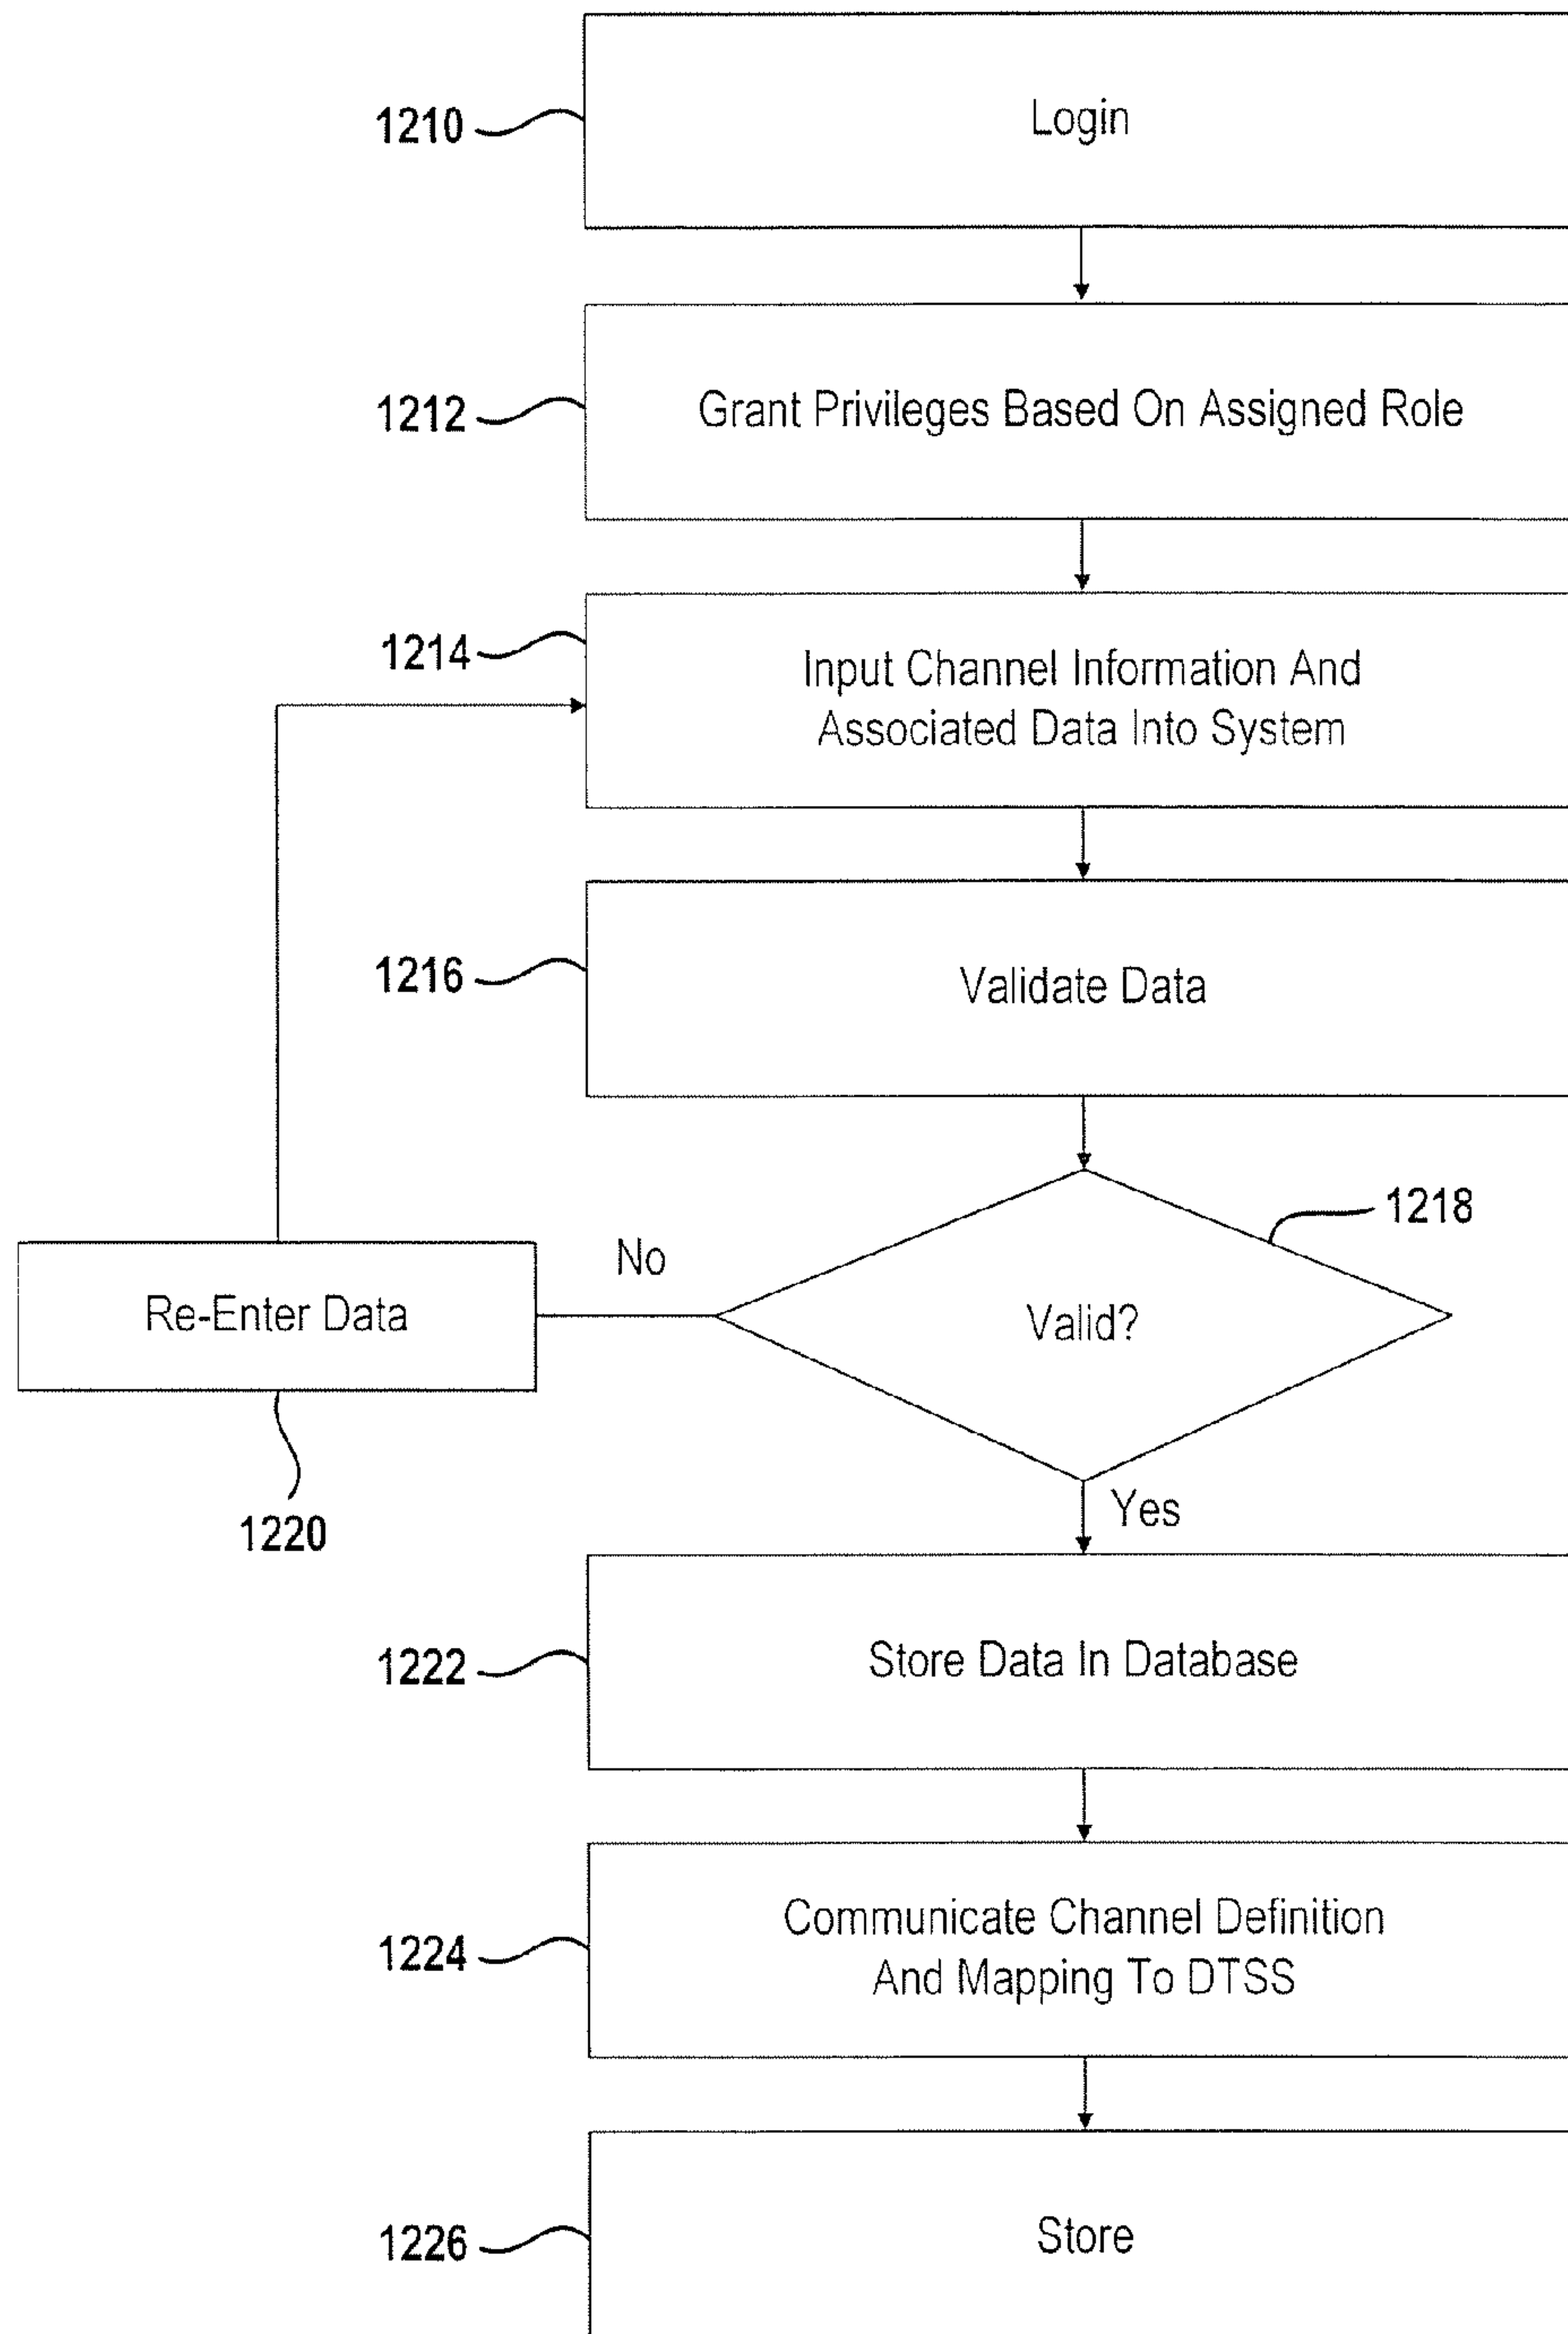 1210
Login
1212
Grant Privileges Based On Assigned Role
1214
Input Channel Information And
Associated Data Into System
1216
Validate Data
1218
No
Re-Enter Data
Valid?
1220
Yes
1222
Store Data In Database
1224
Communicate Channel Definition
And Mapping To DTSS
1226
Store